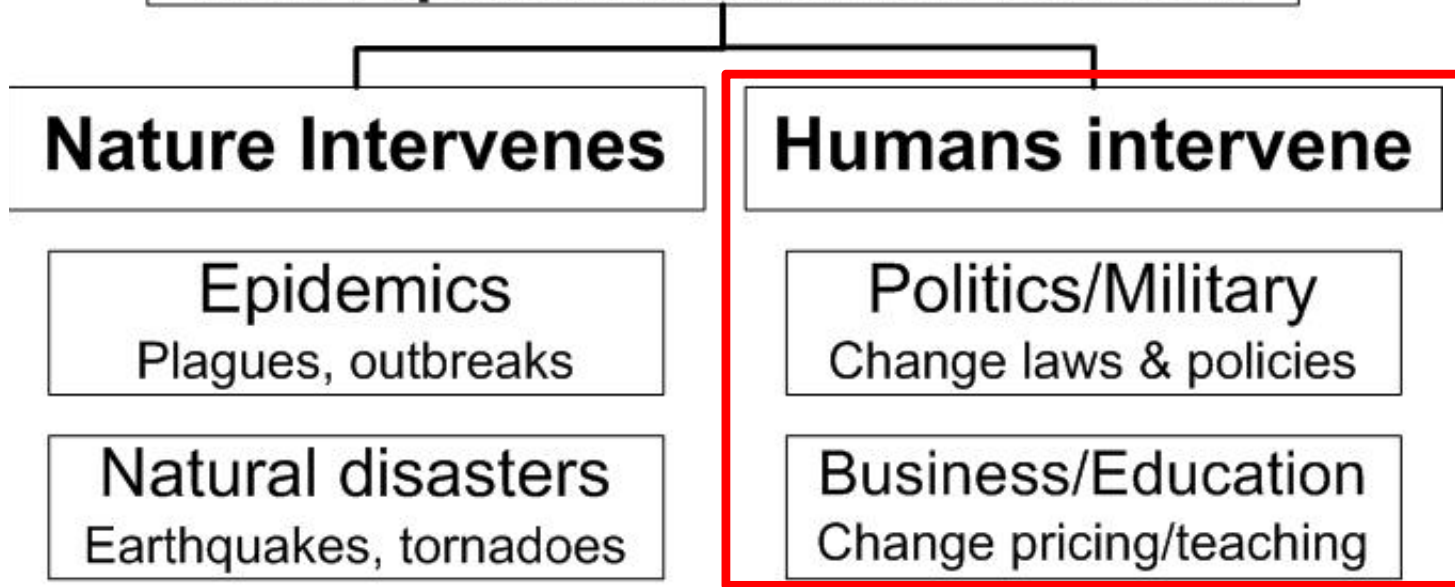 Nature Intervenes
Humans intervene
Epidemics
Plagues, outbreaks
Politics/Military
Change laws & policies
Natural disasters
Earthquakes, tornadoes
Business/Education
Change pricing/teaching